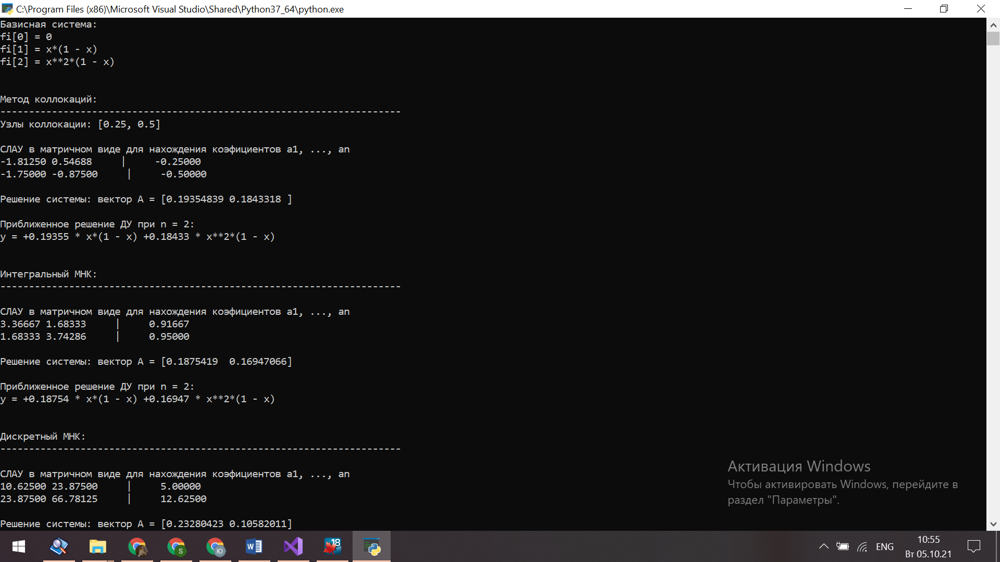 C:\Program Files (x86)\Microsoft Visual Studio\Shared\Python37_64\python.exe
Базисная система:
fi[0] = 0
fi[1] = x*(1 - x)
fi[2] = x**2*(1 - x)
Метод коллокаций:
----------------------------------------------------------------------
Узлы коллокации: [0.25, 0.5]
СЛАУ в матричном виде для нахождения коэфициентов a1, ..., an
-1.81250 0.54688     |     -0.25000
-1.75000 -0.87500     |     -0.50000
Решение системы: вектор A = [0.19354839 0.1843318 ]
Приближенное решение ДУ при n = 2:
y = +0.19355 * x*(1 - x) +0.18433 * x**2*(1 - x)
Интегральный МНК:
----------------------------------------------------------------------
СЛАУ в матричном виде для нахождения коэфициентов a1, ..., an
3.36667 1.68333     |     0.91667
1.68333 3.74286     |     0.95000
Решение системы: вектор A = [0.1875419  0.16947066]
Приближенное решение ДУ при n = 2:
y = +0.18754 * x*(1 - x) +0.16947 * x**2*(1 - x)
Дискретный МНК:
----------------------------------------------------------------------
СЛАУ в матричном виде для нахождения коэфициентов a1, ..., an
10.62500 23.87500     |     5.00000
23.87500 66.78125     |     12.62500
Решение системы: вектор A = [0.23280423 0.10582011]
Активация Windows
Чтобы активировать Windows, перейдите в
раздел "Параметры".
S
Ю
W
18
ENG
10:55
Вт 05.10.21